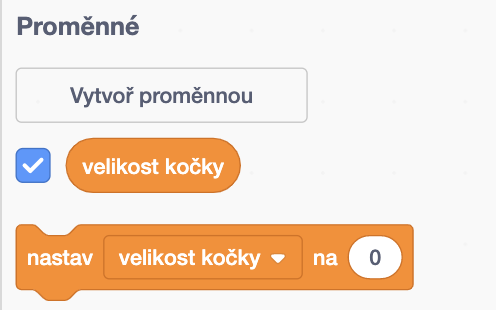 Proměnné
Vytvoř proměnnou
velikost kočky
nastav velikost kočky na 0